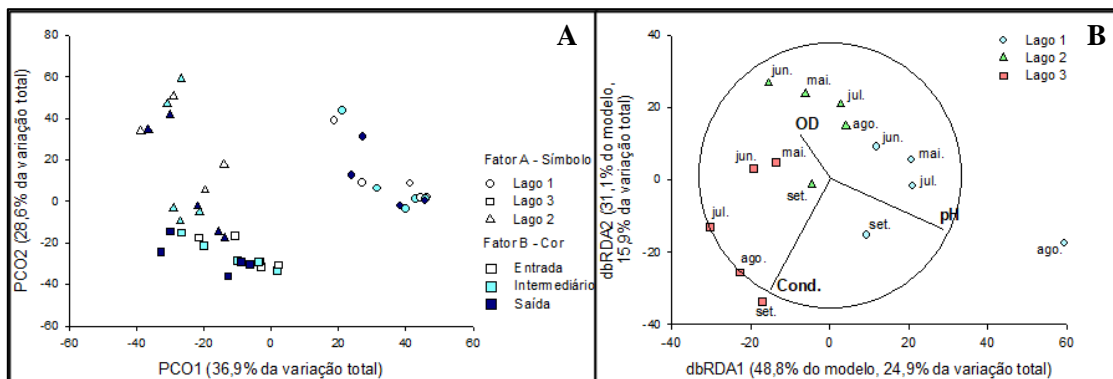 A
80
60
40
20
0
-20
-40
-60
-60
-40
-20
0
20
40
60
PCO2 (28,6% da variação total)
PCO1 (36,9% da variação total)
Fator A - Símbolo
Lago 1
Lago 3
Lago 2
Fator B - Cor
Entrada
Intermediário
Saída
B
40
20
0
-20
-40
-40
-20
0
20
40
60
dbRDA2 (31,1% do modelo,
15,9% da variação total)
dbRDA1 (48,8% do modelo, 24,9% da variação total)
Lago 1
Lago 2
Lago 3
jun.
mai.
jul.
ago.
OD
jun.
mai.
jun.
mai.
jul.
set.
pH
jul.
set.
ago.
ago.
Cond.
set.